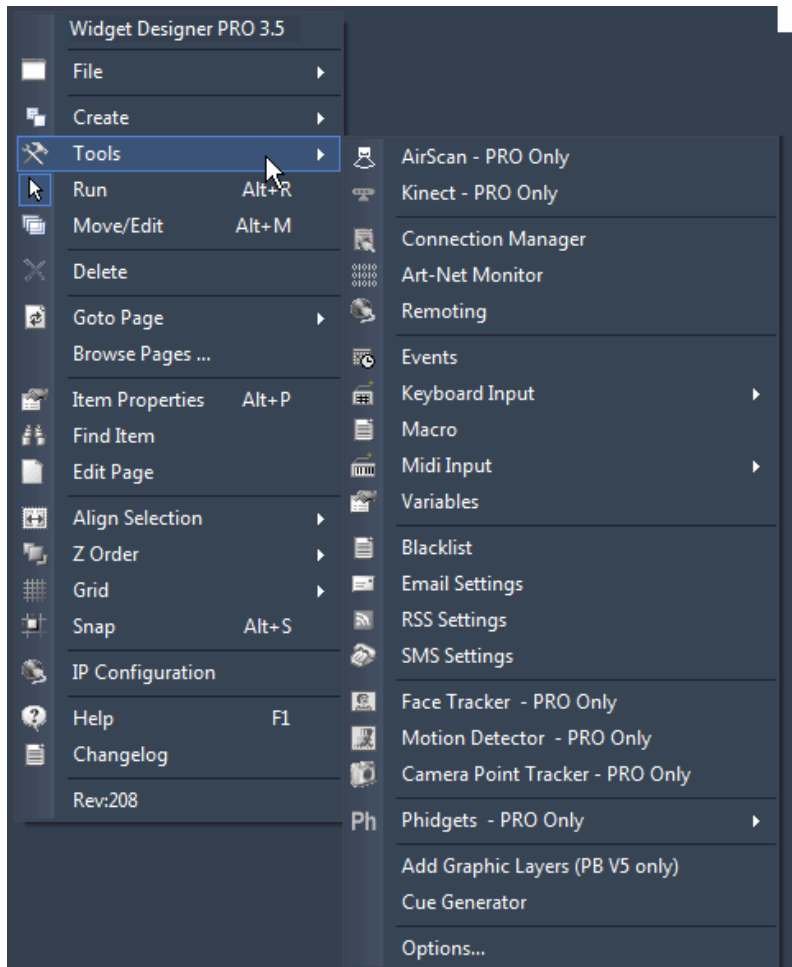 Widget Designer PRO 3.5
File
Create
Tools
Run Alt+R
Move/Edit Alt+M
Delete
Goto Page
Browse Pages ...
Item Properties Alt+P
Find Item
Edit Page
Align Selection
Z Order
Grid
Snap Alt+S
IP Configuration
Help F1
Changelog
Rev:208
AirScan - PRO Only
Kinect - PRO Only
Connection Manager
Art-Net Monitor
Remoting
Events
Keyboard Input
Macro
Midi Input
Variables
Blacklist
Email Settings
RSS Settings
SMS Settings
Face Tracker - PRO Only
Motion Detector - PRO Only
Camera Point Tracker - PRO Only
Ph Phidgets - PRO Only
Add Graphic Layers (PB V5 only)
Cue Generator
Options...